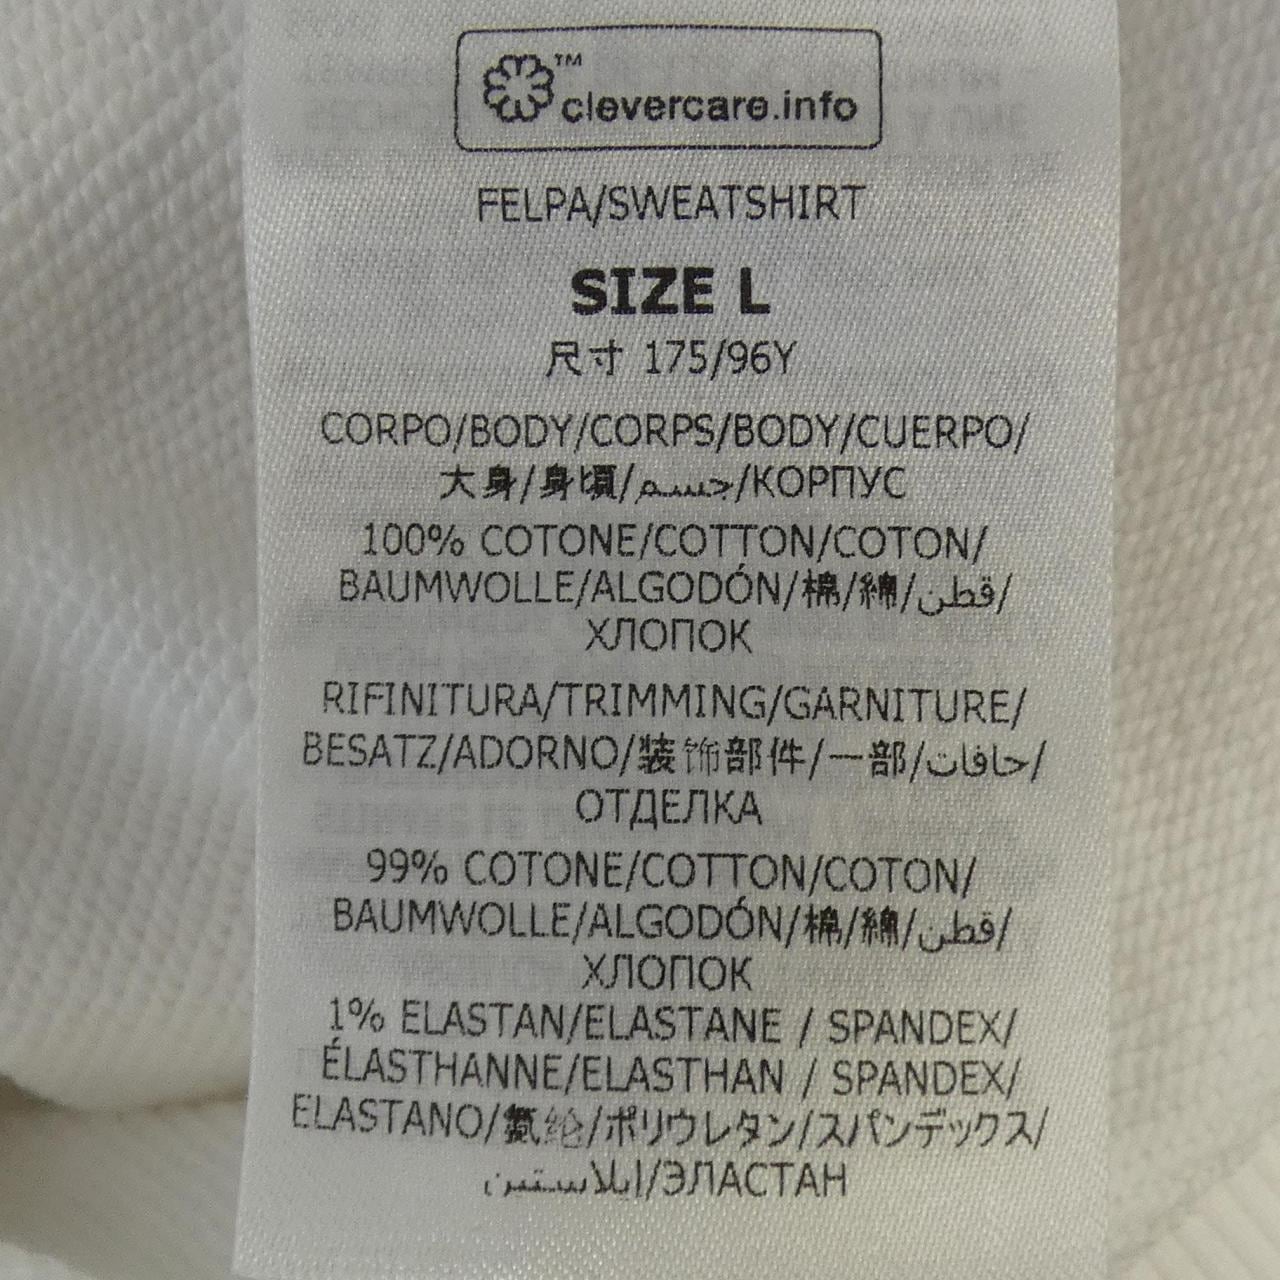 ™
clevercare.info
FELPA/SWEATSHIRT
SIZE L
尺寸 175/96Y
CORPO/BODY/CORPS/BODY/CUERPO/
大身/身頃/جسم/КОРПУС
100% COTONE/COTTON/COTON/
BAUMWOLLE/ALGODÓN/棉/綿/قطن/
ХЛОПОК
RIFINITURA/TRIMMING/GARNITURE/
BESATZ/ADORNO/装饰部件/一部/حافات/
ОТДЕЛКА
99% COTONE/COTTON/COTON/
BAUMWOLLE/ALGODÓN/棉/綿/قطن/
ХЛОПОК
1% ELASTAN/ELASTANE / SPANDEX/
ÉLASTHANNE/ELASTHAN / SPANDEX/
ELASTANO/氨纶/ポリウレタン/スパンデックス/
ايلاستين/ЭЛАСТАН